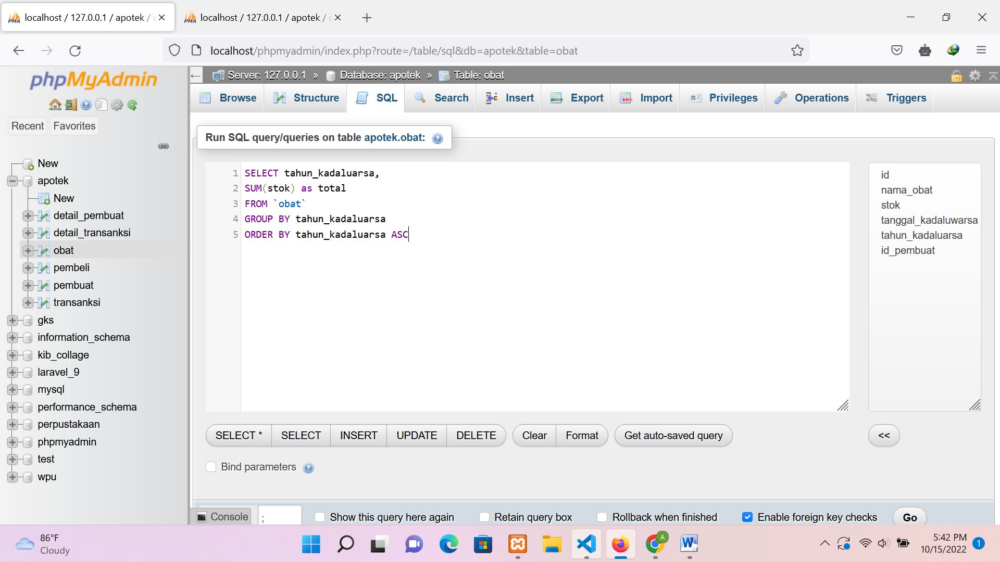 localhost / 127.0.0.1 / apotek /
localhost / 127.0.0.1 / apotek /
localhost/phpmyadmin/index.php?route=/table/sql&db=apotek&table=obat
phpMyAdmin
Recent
Favorites
New
apotek
New
detail_pembuat
detail_transanksi
obat
pembeli
pembuat
transanksi
gks
information_schema
kib_collage
laravel_9
mysql
performance_schema
perpustakaan
phpmyadmin
test
wpu
Server: 127.0.0.1 » Database: apotek » Table: obat
Browse
Structure
SQL
Search
Insert
Export
Import
Privileges
Operations
Triggers
Run SQL query/queries on table apotek.obat:
1 SELECT tahun_kadaluarsa,
2 SUM(stok) as total
3 FROM `obat`
4 GROUP BY tahun_kadaluarsa
5 ORDER BY tahun_kadaluarsa ASC
id
nama_obat
stok
tanggal_kadaluwarsa
tahun_kadaluarsa
id_pembuat
SELECT *
SELECT
INSERT
UPDATE
DELETE
Clear
Format
Get auto-saved query
<<
Bind parameters
Console
;
Show this query here again
Retain query box
Rollback when finished
Enable foreign key checks
Go
86°F
Cloudy
A
5:42 PM
10/15/2022
1